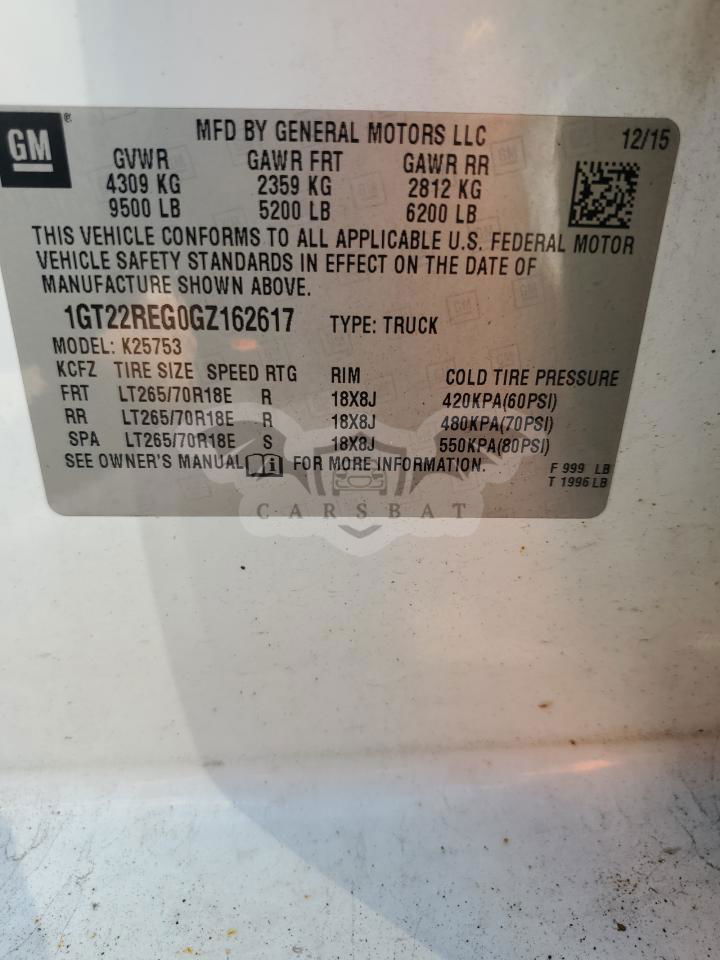 GM ®
MFD BY GENERAL MOTORS LLC 12/15
GVWR GAWR FRT GAWR RR
4309 KG 2359 KG 2812 KG
9500 LB 5200 LB 6200 LB
THIS VEHICLE CONFORMS TO ALL APPLICABLE U.S. FEDERAL MOTOR
VEHICLE SAFETY STANDARDS IN EFFECT ON THE DATE OF
MANUFACTURE SHOWN ABOVE.
1GT22REG0GZ162617 TYPE: TRUCK
MODEL: K25753
KCFZ TIRE SIZE SPEED RTG RIM COLD TIRE PRESSURE
FRT LT265/70R18E R 18X8J 420KPA(60PSI)
RR LT265/70R18E R 18X8J 480KPA(70PSI)
SPA LT265/70R18E S 18X8J 550KPA(80PSI)
SEE OWNER'S MANUAL i FOR MORE INFORMATION.
F 999 LB
T 1996 LB
CARSBAT